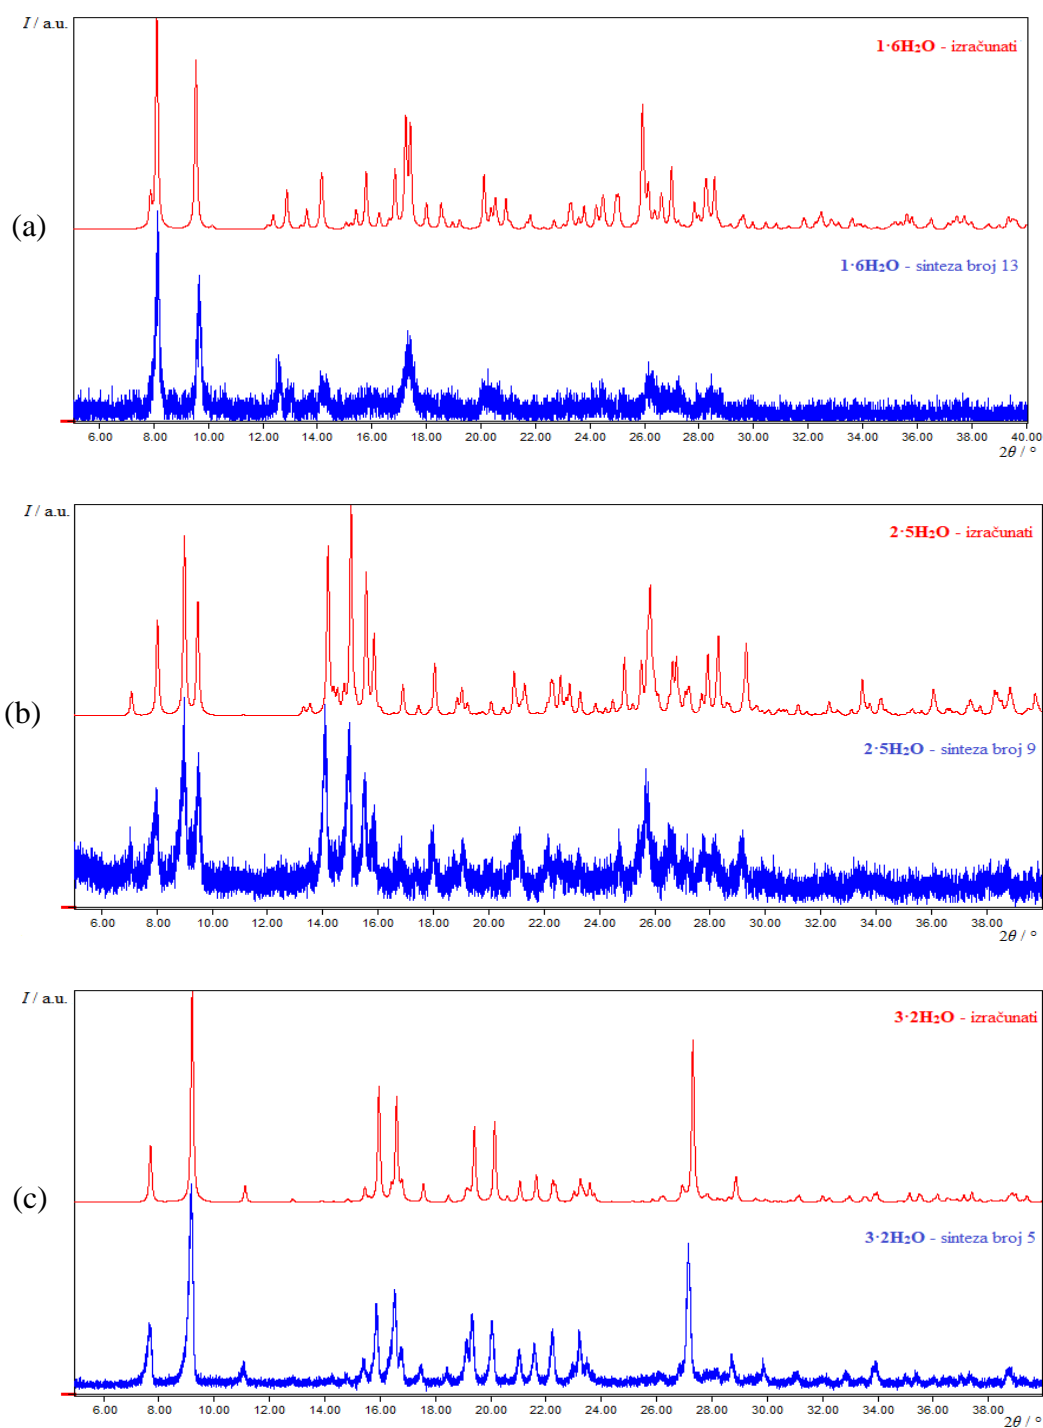 I / a.u.
1·6H₂O - izračunati
(a)
1·6H₂O - sinteza broj 13
6.00 8.00 10.00 12.00 14.00 16.00 18.00 20.00 22.00 24.00 26.00 28.00 30.00 32.00 34.00 36.00 38.00 40.00
2θ / °
I / a.u.
2·5H₂O - izračunati
(b)
2·5H₂O - sinteza broj 9
6.00 8.00 10.00 12.00 14.00 16.00 18.00 20.00 22.00 24.00 26.00 28.00 30.00 32.00 34.00 36.00 38.00
2θ / °
I / a.u.
3·2H₂O - izračunati
(c)
3·2H₂O - sinteza broj 5
6.00 8.00 10.00 12.00 14.00 16.00 18.00 20.00 22.00 24.00 26.00 28.00 30.00 32.00 34.00 36.00 38.00
2θ / °